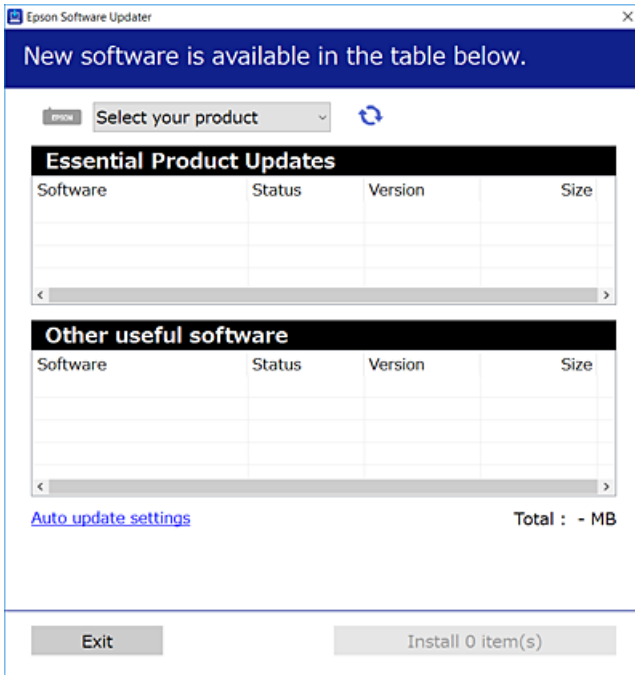 Epson Software Updater
New software is available in the table below.
EPSON Select your product
Essential Product Updates
Software Status Version Size
Other useful software
Software Status Version Size
Auto update settings Total : - MB
Exit Install 0 item(s)